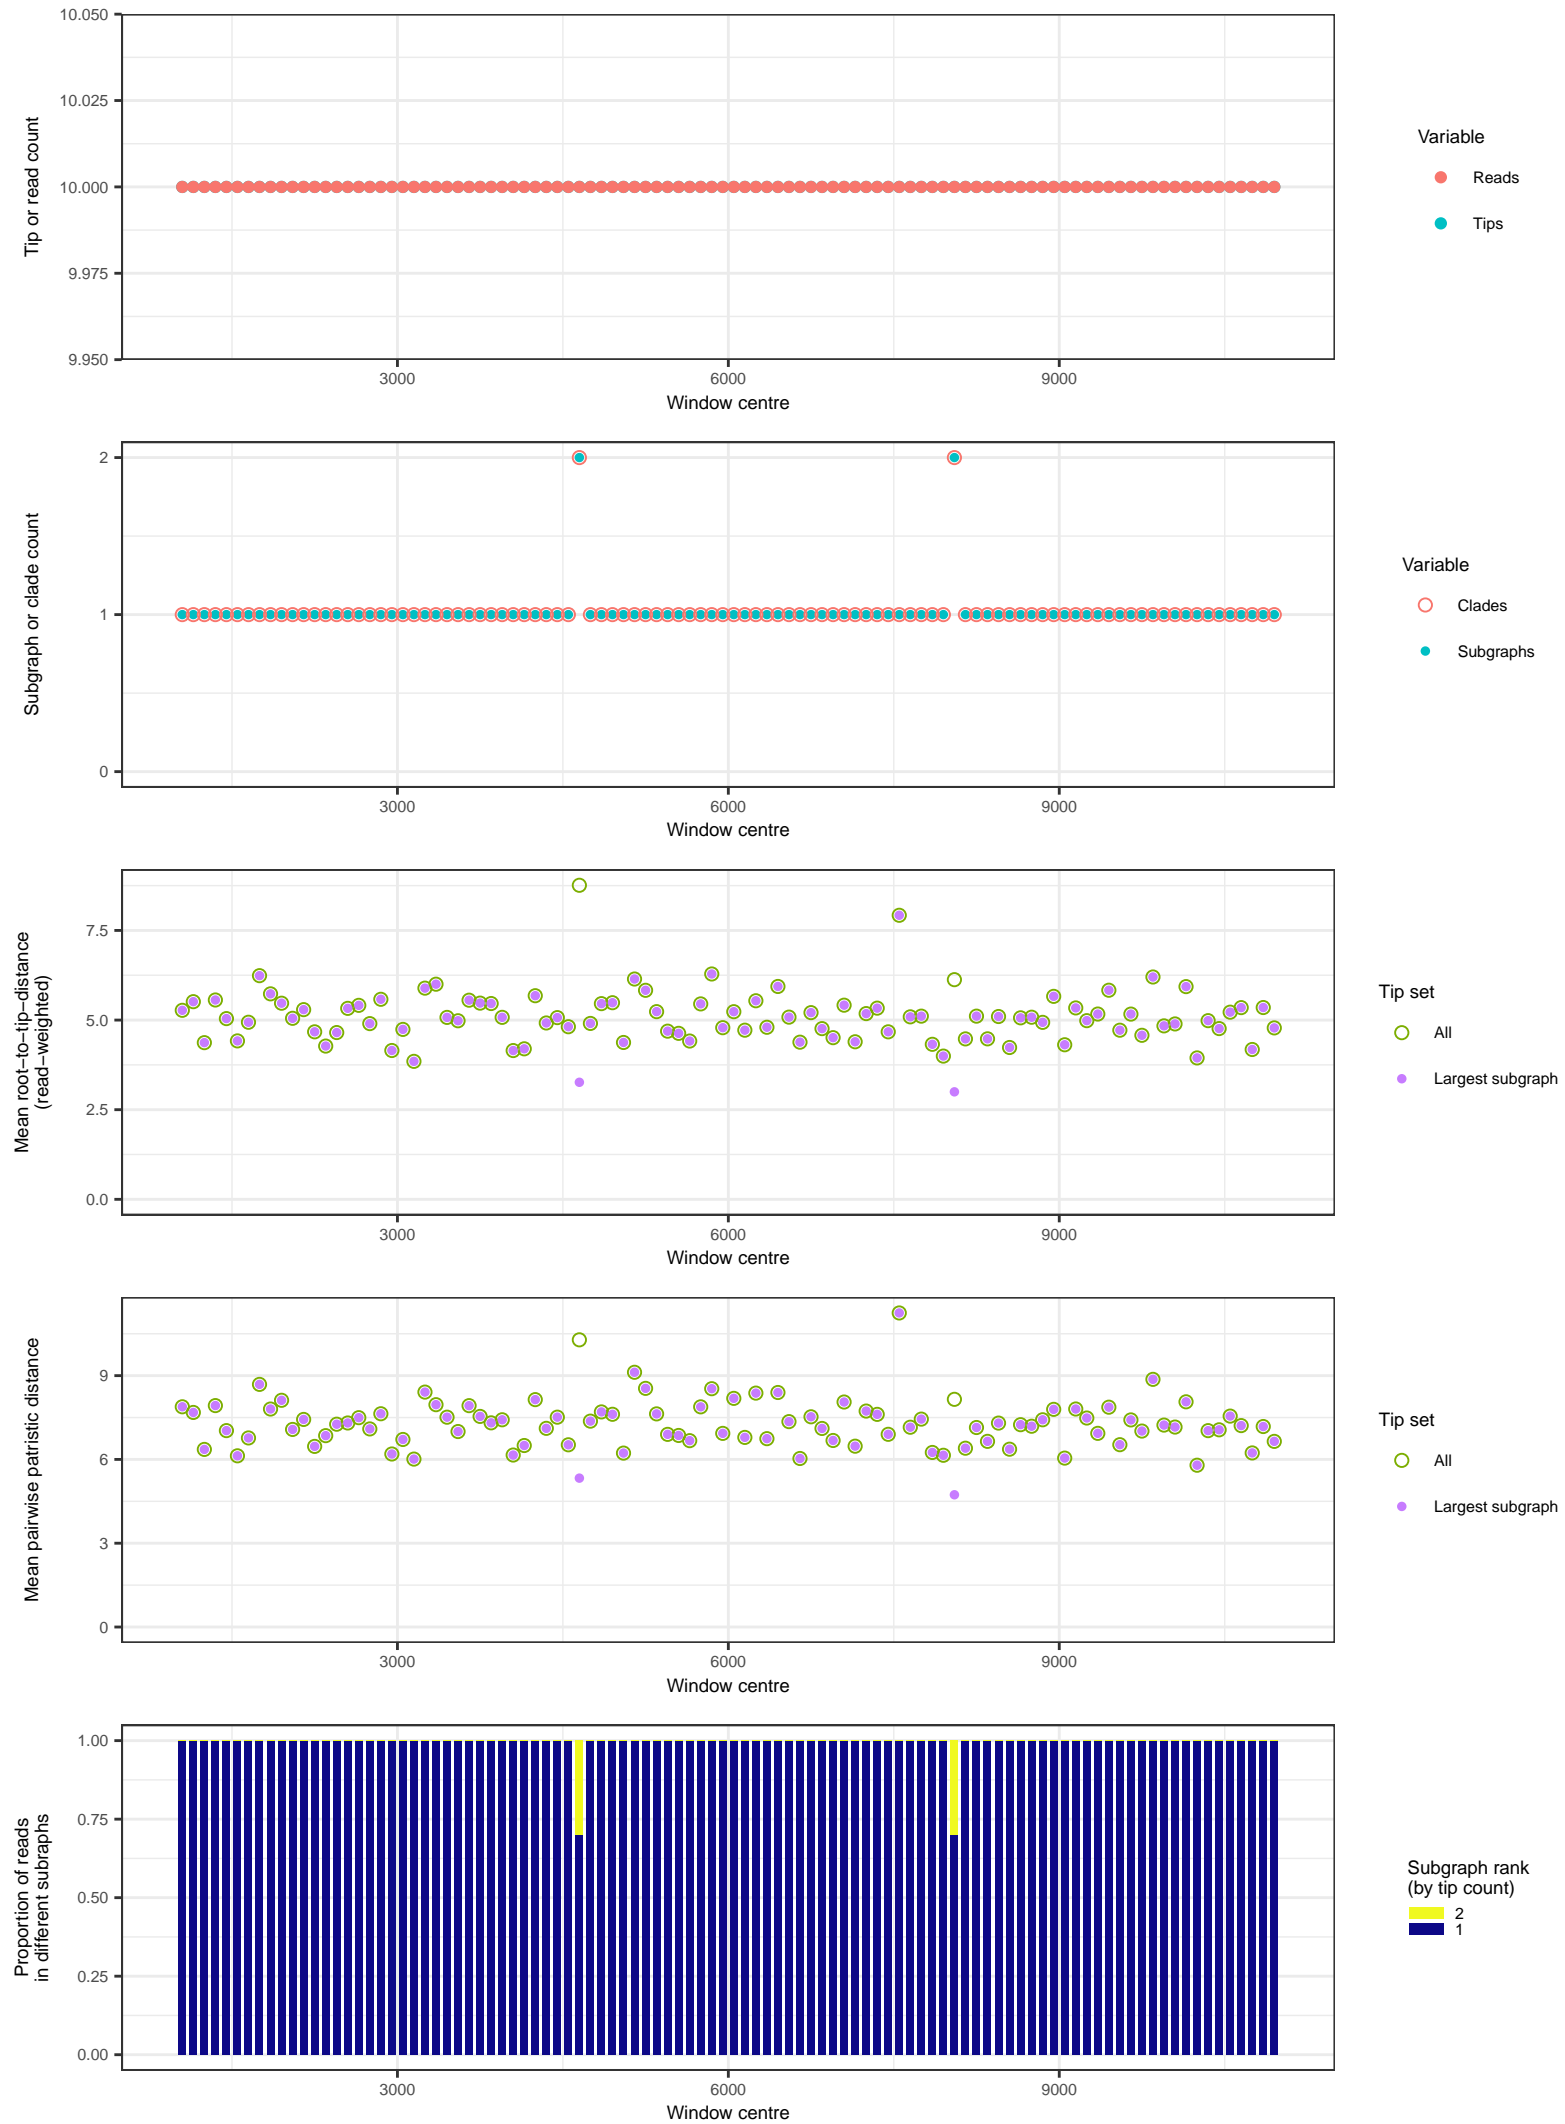 10.050
10.025
10.000
9.975
9.950
Tip or read count
3000 6000 9000
Window centre
Variable
Reads
Tips
2
1
0
Subgraph or clade count
3000 6000 9000
Window centre
Variable
Clades
Subgraphs
7.5
5.0
2.5
0.0
Mean root−to−tip−distance
(read−weighted)
3000 6000 9000
Window centre
Tip set
All
Largest subgraph
9
6
3
0
Mean pairwise patristic distance
3000 6000 9000
Window centre
Tip set
All
Largest subgraph
1.00
0.75
0.50
0.25
0.00
Proportion of reads
in different subraphs
3000 6000 9000
Window centre
Subgraph rank
(by tip count)
2
1